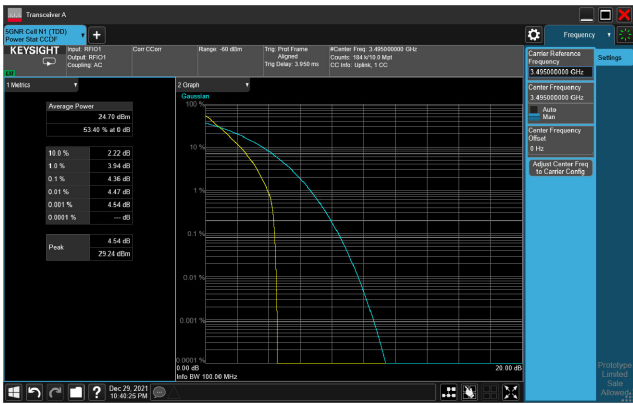 Transceiver A
5GNR Cell N1 (TDD)
Power Stat CCDF
+
Frequency
KEYSIGHT
LXI
Input: RFIO1
Output: RFIO1
Coupling: AC
Corr CCorr
Range: -60 dBm
Trig: Prot Frame
Aligned
Trig Delay: 3.950 ms
#Center Freq: 3.495000000 GHz
Counts: 184 k/10.0 Mpt
CC Info: Uplink, 1 CC
Carrier Reference
Frequency
3.495000000 GHz
Settings
Center Frequency
3.495000000 GHz
Auto
Man
Center Frequency
Offset
0 Hz
Adjust Center Freq
to Carrier Config
1 Metrics
Average Power
24.70 dBm
53.40 % at 0 dB
10.0 % 2.22 dB
1.0 % 3.94 dB
0.1 % 4.36 dB
0.01 % 4.47 dB
0.001 % 4.54 dB
0.0001 % --- dB
Peak 4.54 dB
29.24 dBm
2 Graph
Gaussian
100 %
10 %
1 %
0.1 %
0.01 %
0.001 %
0.0001 %
0.00 dB 20.00 dB
Info BW 100.00 MHz
Prototype
Limited
Sale
Allowed
?
Dec 29, 2021
10:40:25 PM